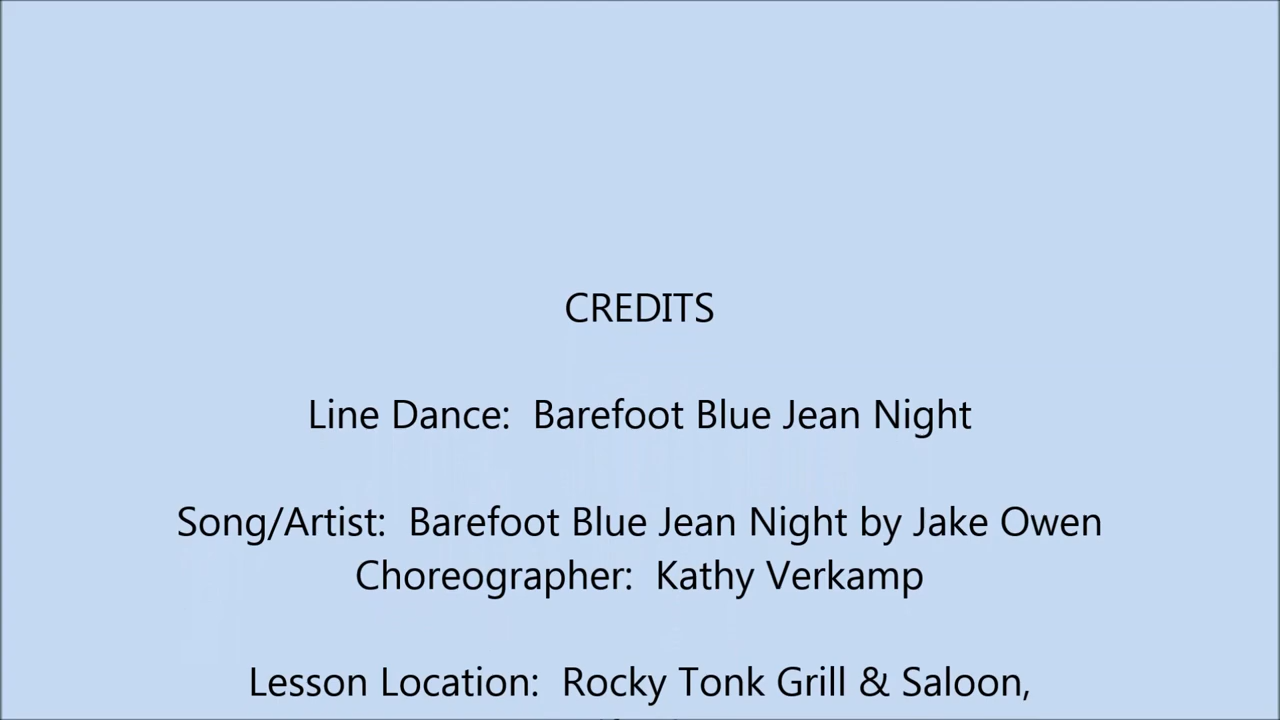 CREDITS
Line Dance:  Barefoot Blue Jean Night
Song/Artist:  Barefoot Blue Jean Night by Jake Owen
Choreographer:  Kathy Verkamp
Lesson Location:  Rocky Tonk Grill & Saloon,